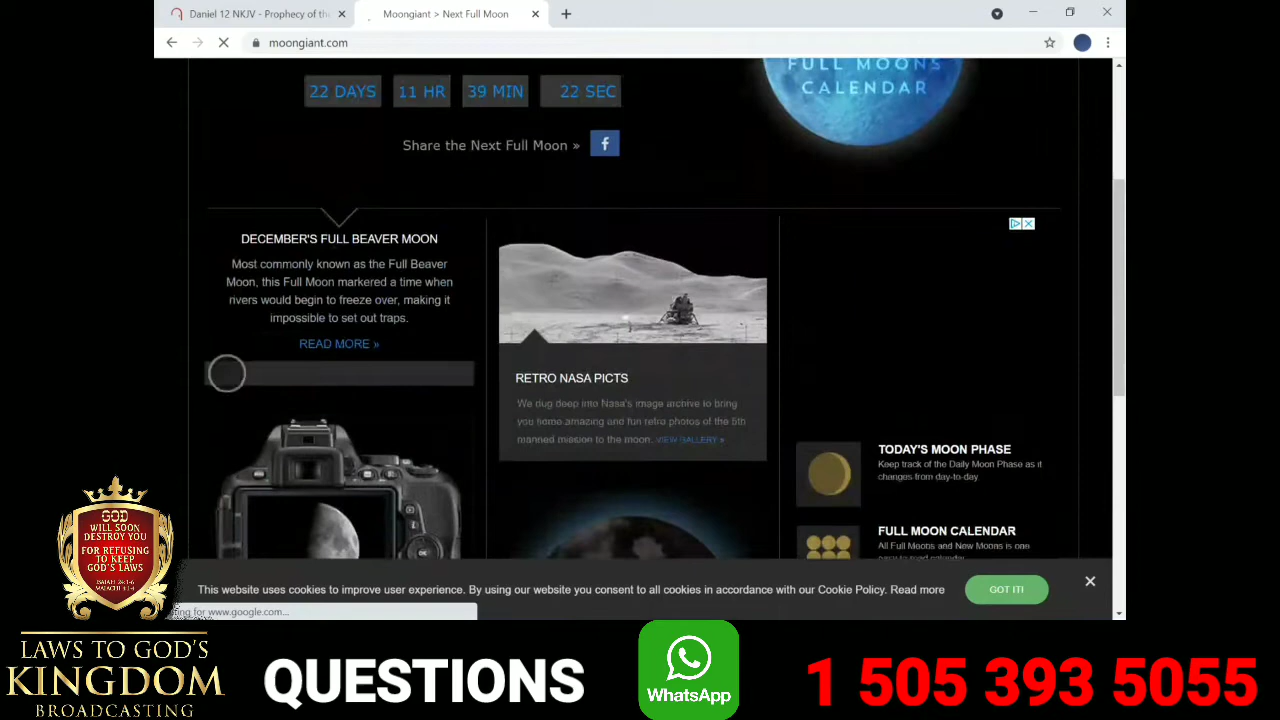 Daniel 12 NKJV - Prophecy of the
Moongiant > Next Full Moon
moongiant.com
FULL MOONS
CALENDAR
22 DAYS 11 HR 39 MIN 22 SEC
Share the Next Full Moon »
DECEMBER'S FULL BEAVER MOON
Most commonly known as the Full Beaver
Moon, this Full Moon markered a time when
rivers would begin to freeze over, making it
impossible to set out traps.
READ MORE »
RETRO NASA PICTS
We dug deep into Nasa's image archive to bring
you home amazing and fun retro photos of the 5th
manned mission to the moon. VIEW GALLERY »
TODAY'S MOON PHASE
Keep track of the Daily Moon Phase as it
changes from day-to-day
FULL MOON CALENDAR
All Full Moons and New Moons is one
easy to read calendar
This website uses cookies to improve user experience. By using our website you consent to all cookies in accordance with our Cookie Policy. Read more
GOT IT!
for www.google.com...
GOD
WILL SOON
DESTROY YOU
FOR REFUSING
TO KEEP
GOD'S LAWS
LAWS TO GOD'S
KINGDOM
BROADCASTING
QUESTIONS
WhatsApp
1 505 393 5055